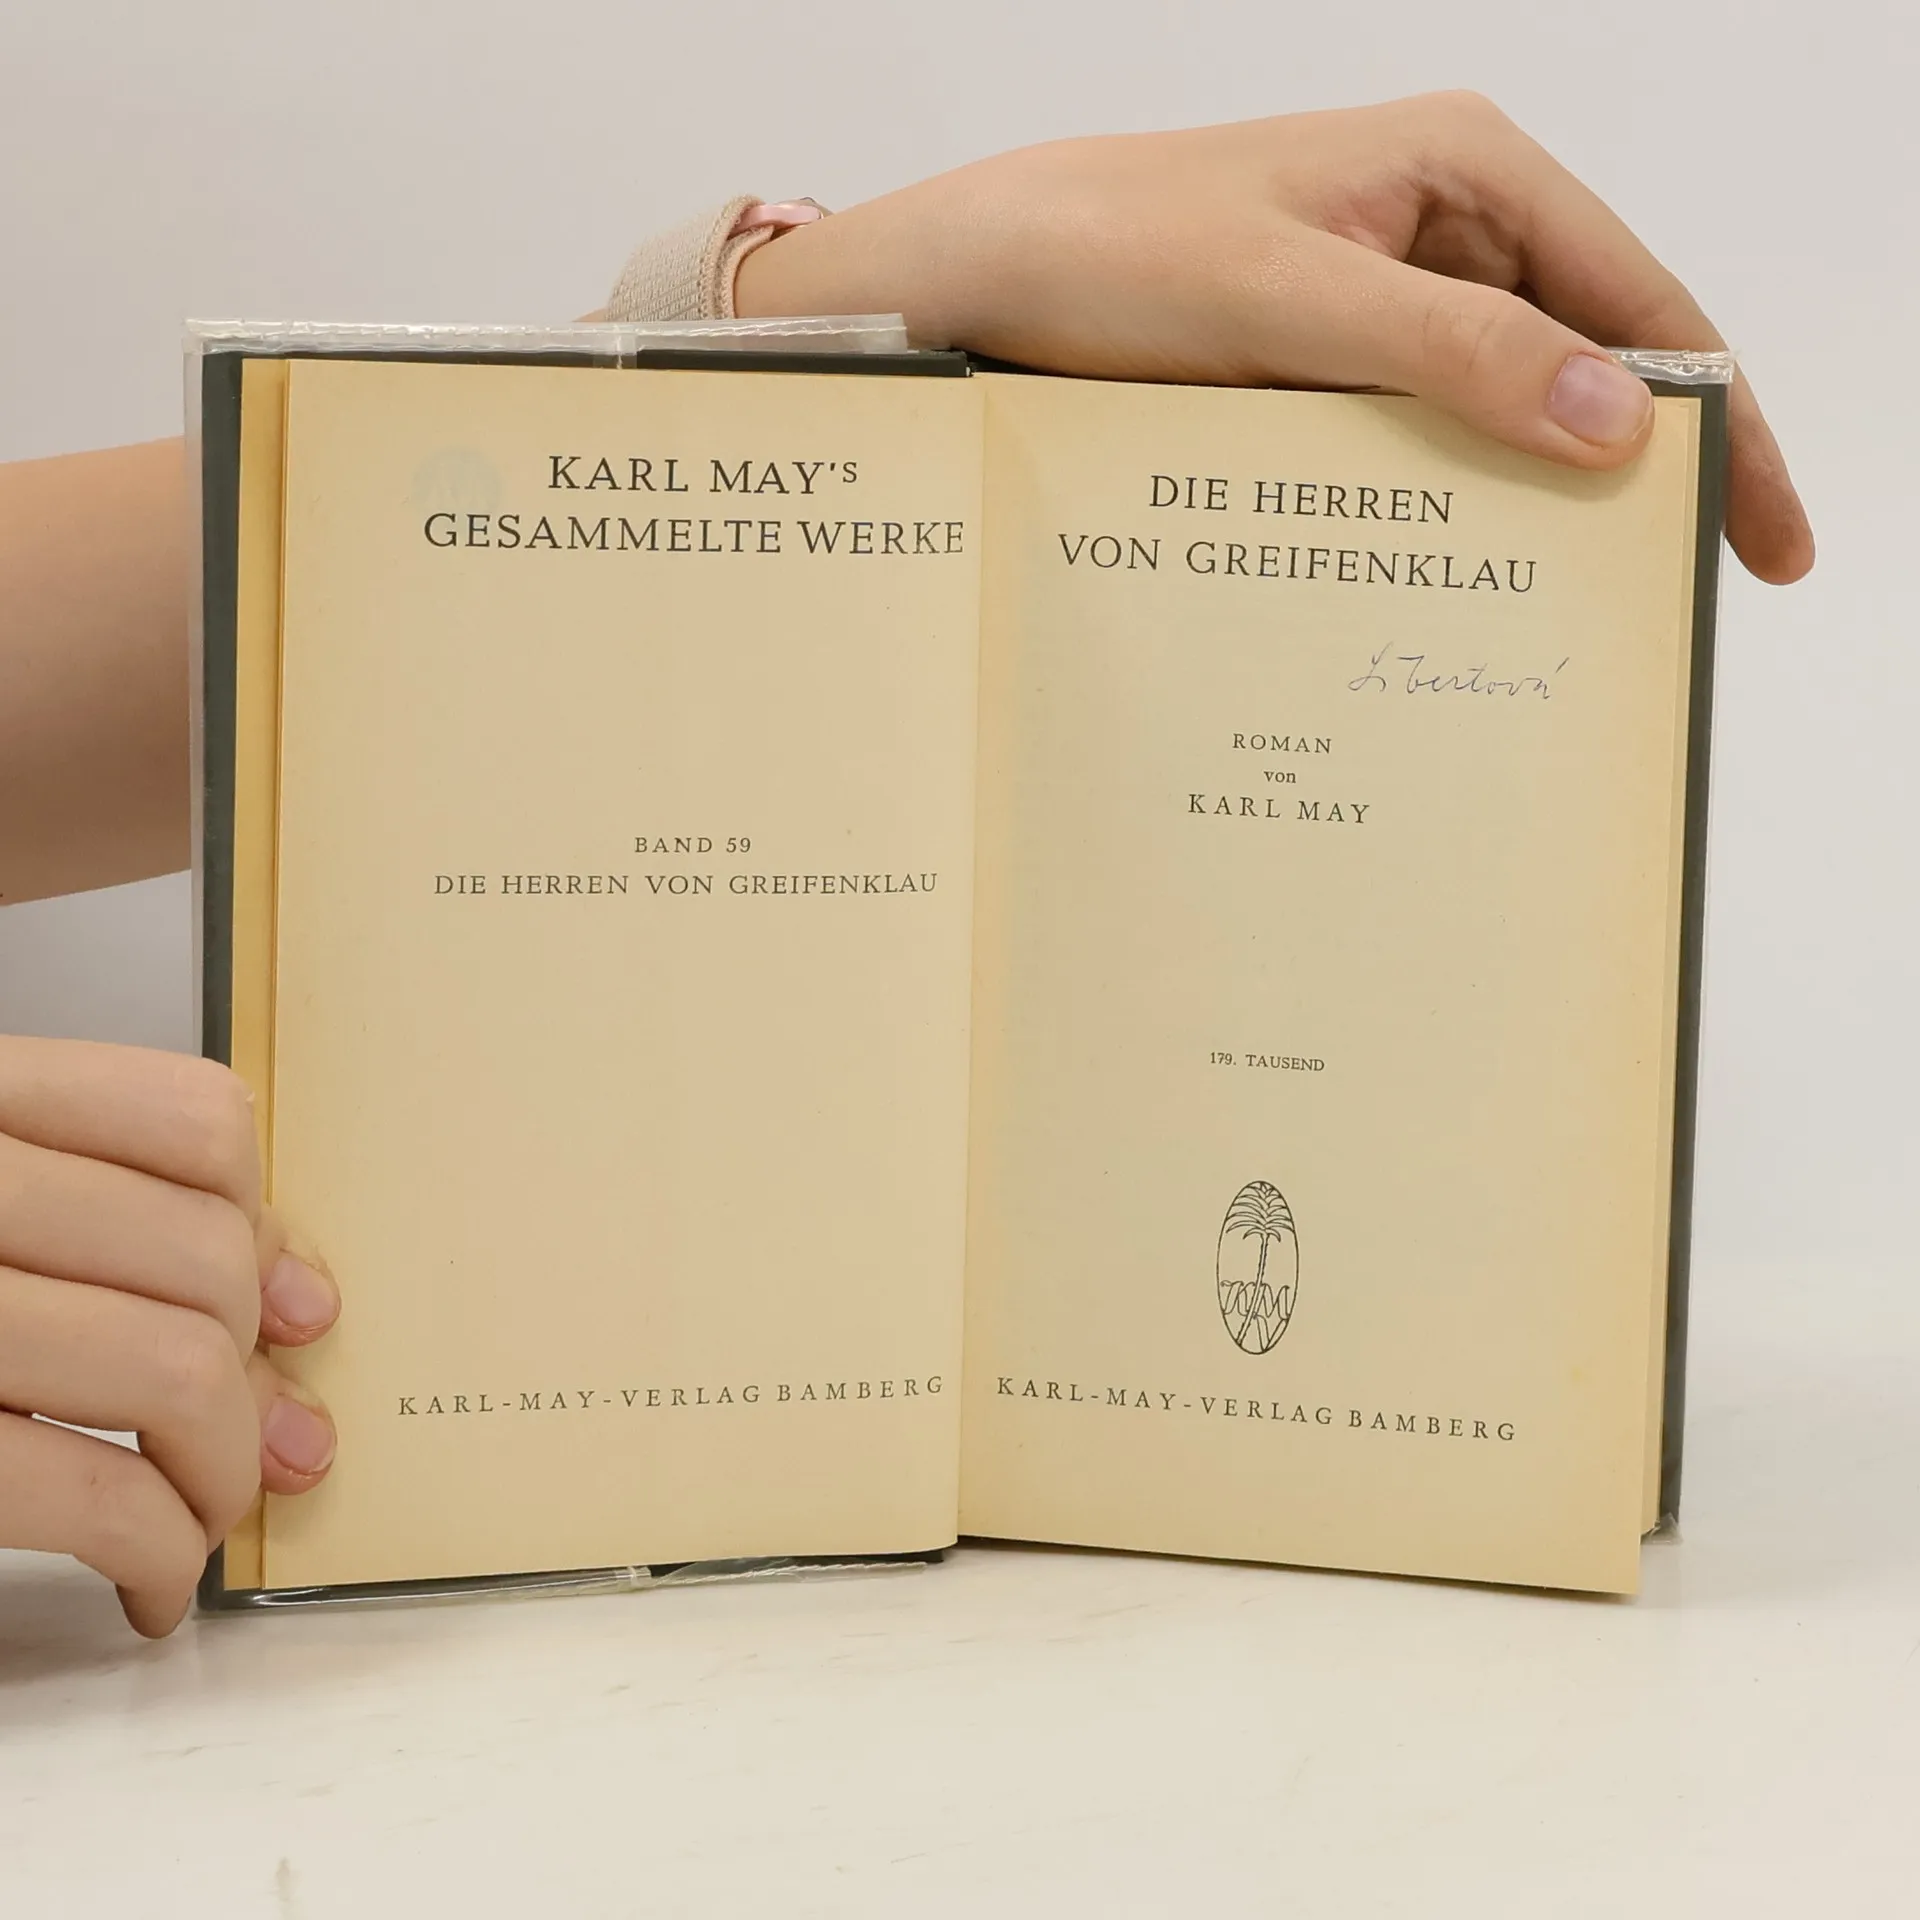 KARL MAY'S
GESAMMELTE WERKE
BAND 59
DIE HERREN VON GREIFENKLAU
KARL-MAY-VERLAG BAMBERG
DIE HERREN
VON GREIFENKLAU
ROMAN
von
KARL MAY
179. TAUSEND
KMV
KARL-MAY-VERLAG BAMBERG